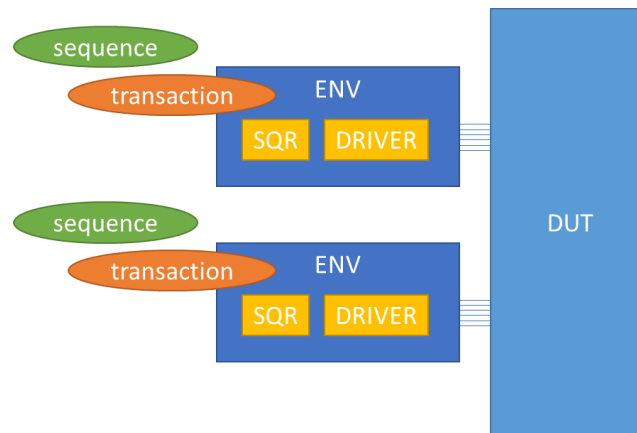 sequence
transaction
ENV
SQR
DRIVER
sequence
transaction
ENV
SQR
DRIVER
DUT